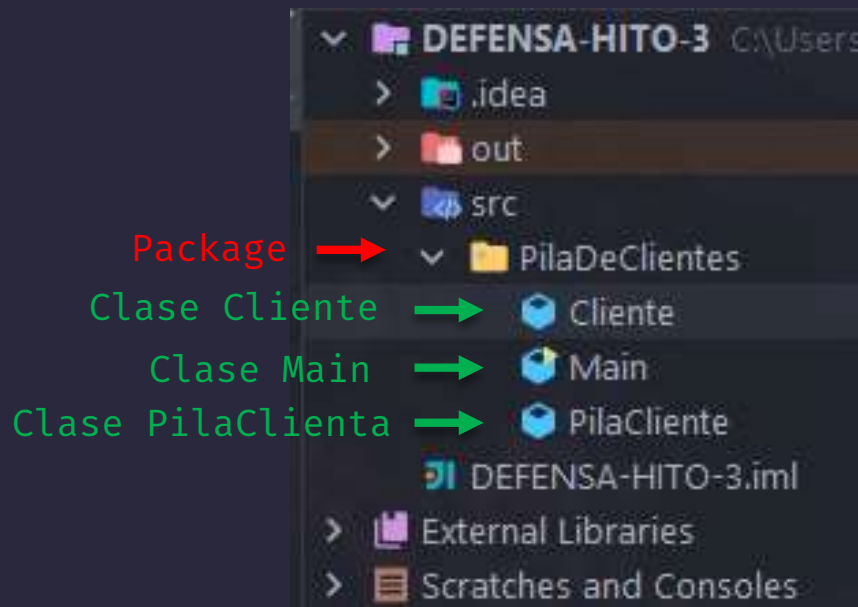 DEFENSA-HITO-3 C:\Users
.idea
out
src
Package PilaDeClientes
Clase Cliente Cliente
Clase Main Main
Clase PilaClienta PilaCliente
DEFENSA-HITO-3.iml
External Libraries
Scratches and Consoles